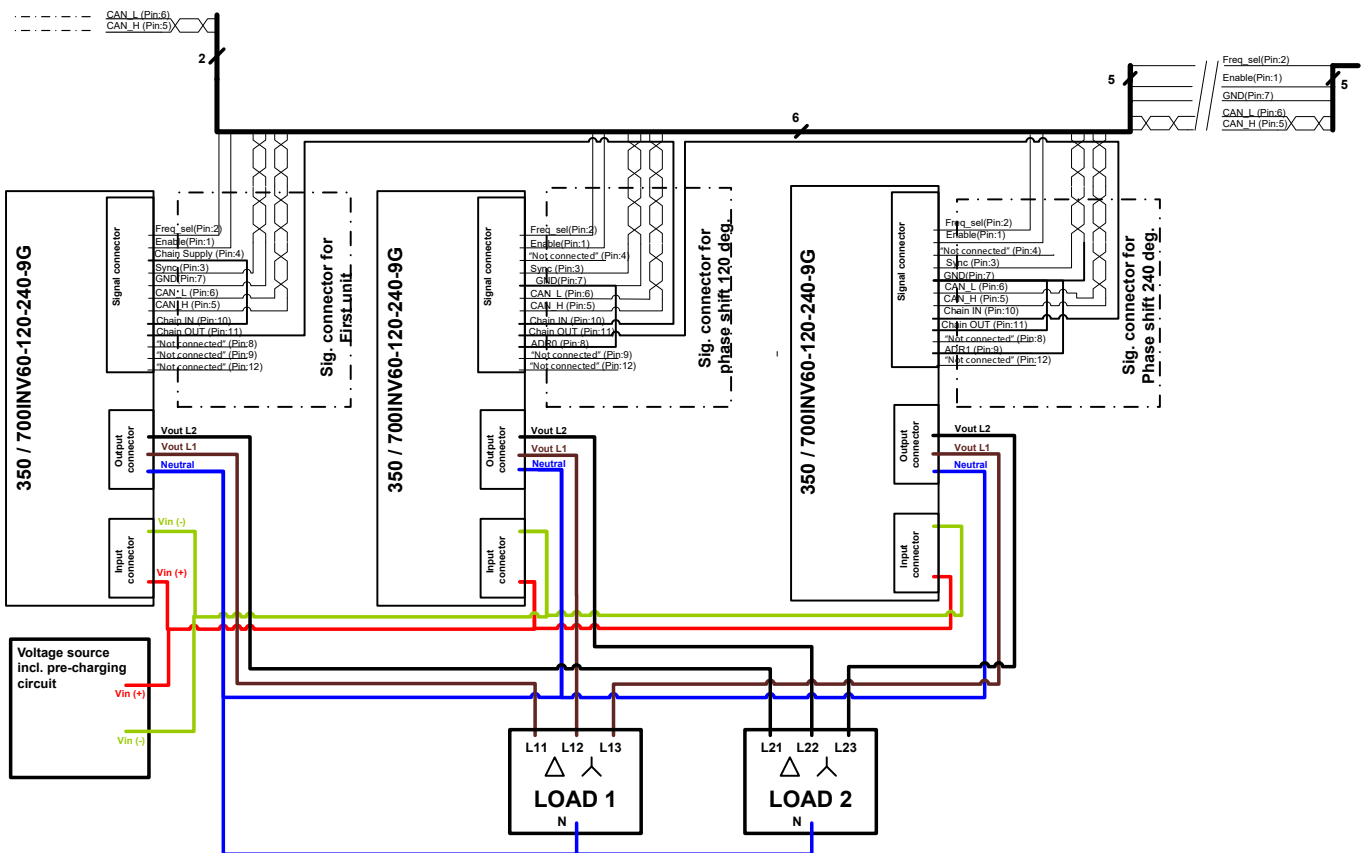 CAN_L (Pin:6)
CAN_H (Pin:5)
2
6
5
Freq_sel(Pin:2)
Enable(Pin:1)
GND(Pin:7)
CAN_L (Pin:6)
CAN_H (Pin:5)
5
350 / 700INV60-120-240-9G
Signal connector
Freq_sel(Pin:2)
Enable(Pin:1)
Chain Supply (Pin:4)
Sync(Pin:3)
GND(Pin:7)
CAN_L (Pin:6)
CAN_H (Pin:5)
Chain IN (Pin:10)
Chain OUT (Pin:11)
"Not connected" (Pin:8)
"Not connected" (Pin:9)
"Not connected" (Pin:12)
Sig. connector for
First unit
Output
connector
Vout L2
Vout L1
Neutral
Input
connector
Vin (-)
Vin (+)
350 / 700INV60-120-240-9G
Signal connector
Freq_sel(Pin:2)
Enable(Pin:1)
"Not connected" (Pin:4)
Sync (Pin:3)
GND(Pin:7)
CAN_L (Pin:6)
CAN_H (Pin:5)
Chain IN (Pin:10)
Chain OUT (Pin:11)
ADR0 (Pin:8)
"Not connected" (Pin:9)
"Not connected" (Pin:12)
Sig. connector for
phase shift 120 deg.
Output
connector
Vout L2
Vout L1
Neutral
Input
connector
350 / 700INV60-120-240-9G
Signal connector
Freq_sel(Pin:2)
Enable(Pin:1)
"Not connected" (Pin:4)
Sync (Pin:3)
GND(Pin:7)
CAN_L (Pin:6)
CAN_H (Pin:5)
Chain IN (Pin:10)
Chain OUT (Pin:11)
"Not connected" (Pin:8)
ADR1 (Pin:9)
"Not connected" (Pin:12)
Sig. connector for
Phase shift 240 deg.
Output
connector
Vout L2
Vout L1
Neutral
Input
connector
Voltage source
incl. pre-charging
circuit
Vin (+)
Vin (-)
L11 L12 L13
LOAD 1
N
L21 L22 L23
LOAD 2
N